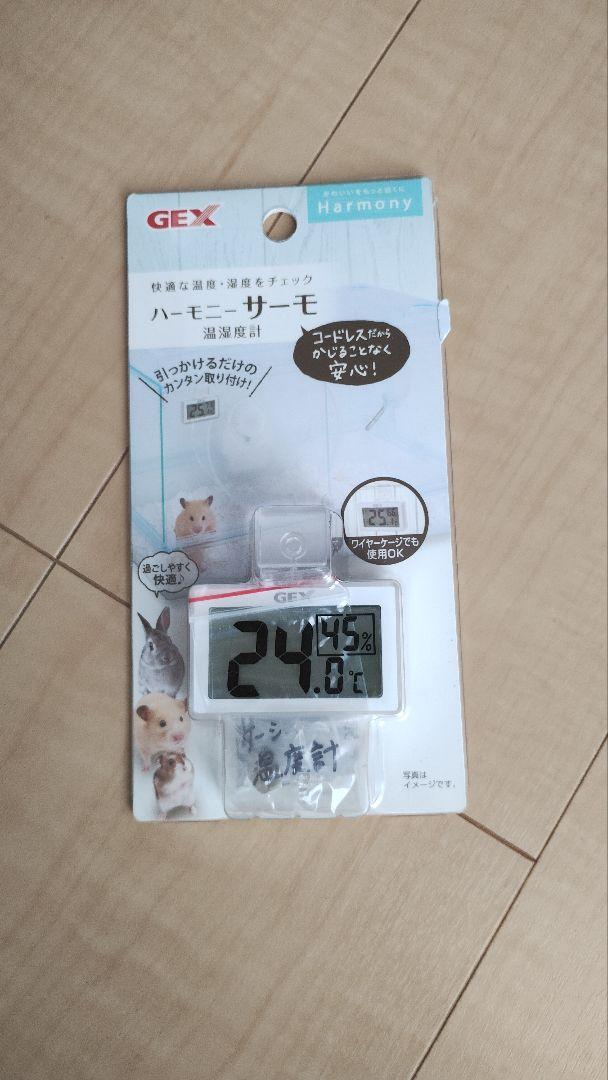 GEX
かわいいをもっと近くに
Harmony
快適な温度・湿度をチェック
ハーモニー サーモ
温湿度計
コードレスだから
かじることなく
安心!
引っかけるだけの
カンタン取り付け!
ワイヤーケージでも
使用OK
過ごしやすく
快適♪
GEX
24.0℃
45%
温度計
写真は
イメージです。